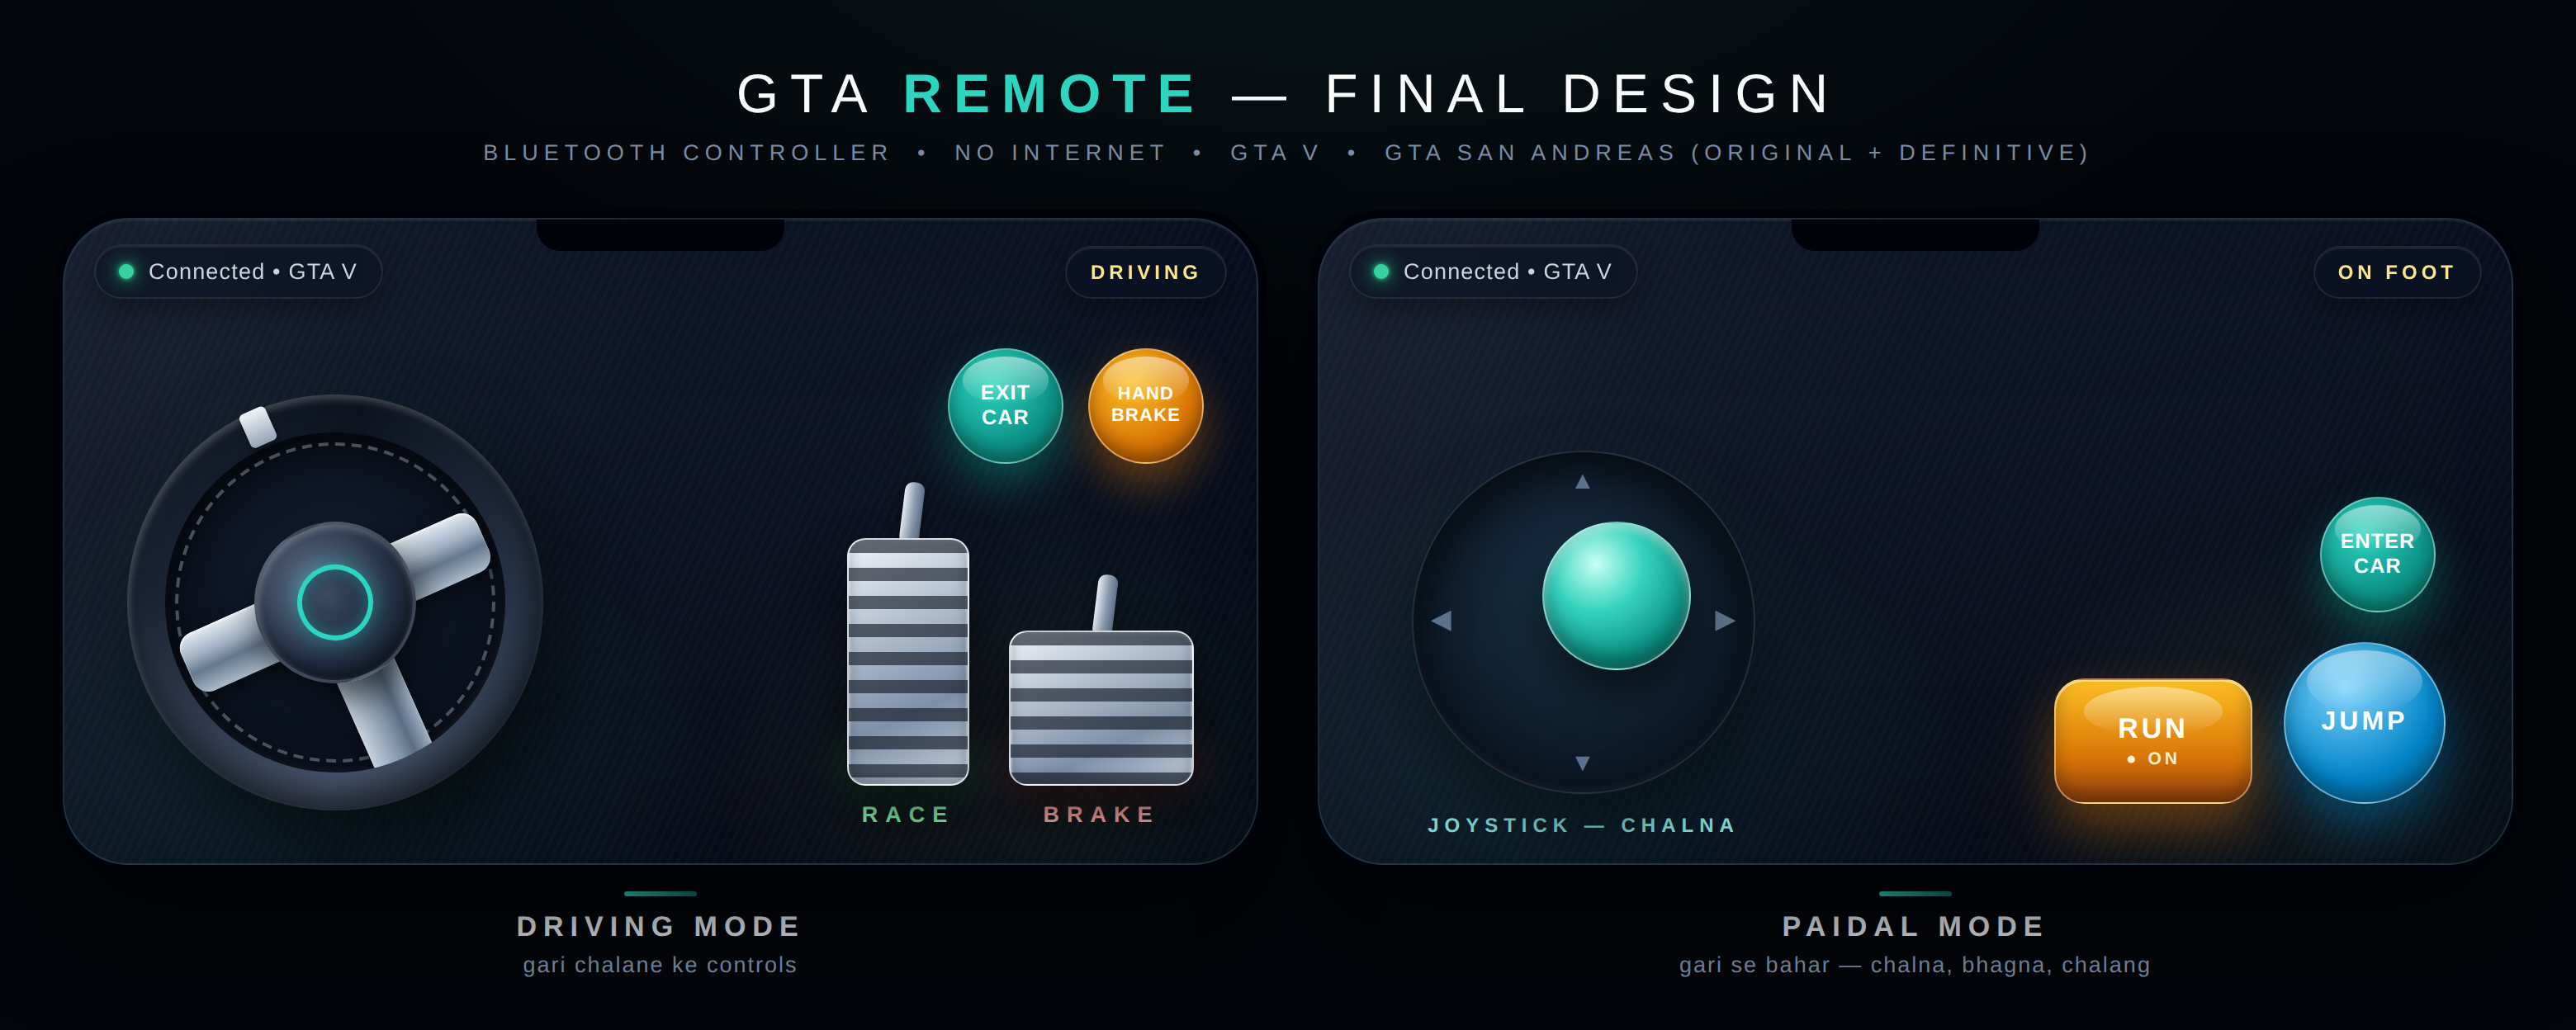 GTA REMOTE — FINAL DESIGN
BLUETOOTH CONTROLLER • NO INTERNET • GTA V • GTA SAN ANDREAS (ORIGINAL + DEFINITIVE)
Connected • GTA V
DRIVING
EXIT
CAR
HAND
BRAKE
RACE
BRAKE
DRIVING MODE
gari chalane ke controls
Connected • GTA V
ON FOOT
ENTER
CAR
RUN
• ON
JUMP
JOYSTICK — CHALNA
PAIDAL MODE
gari se bahar — chalna, bhagna, chalang